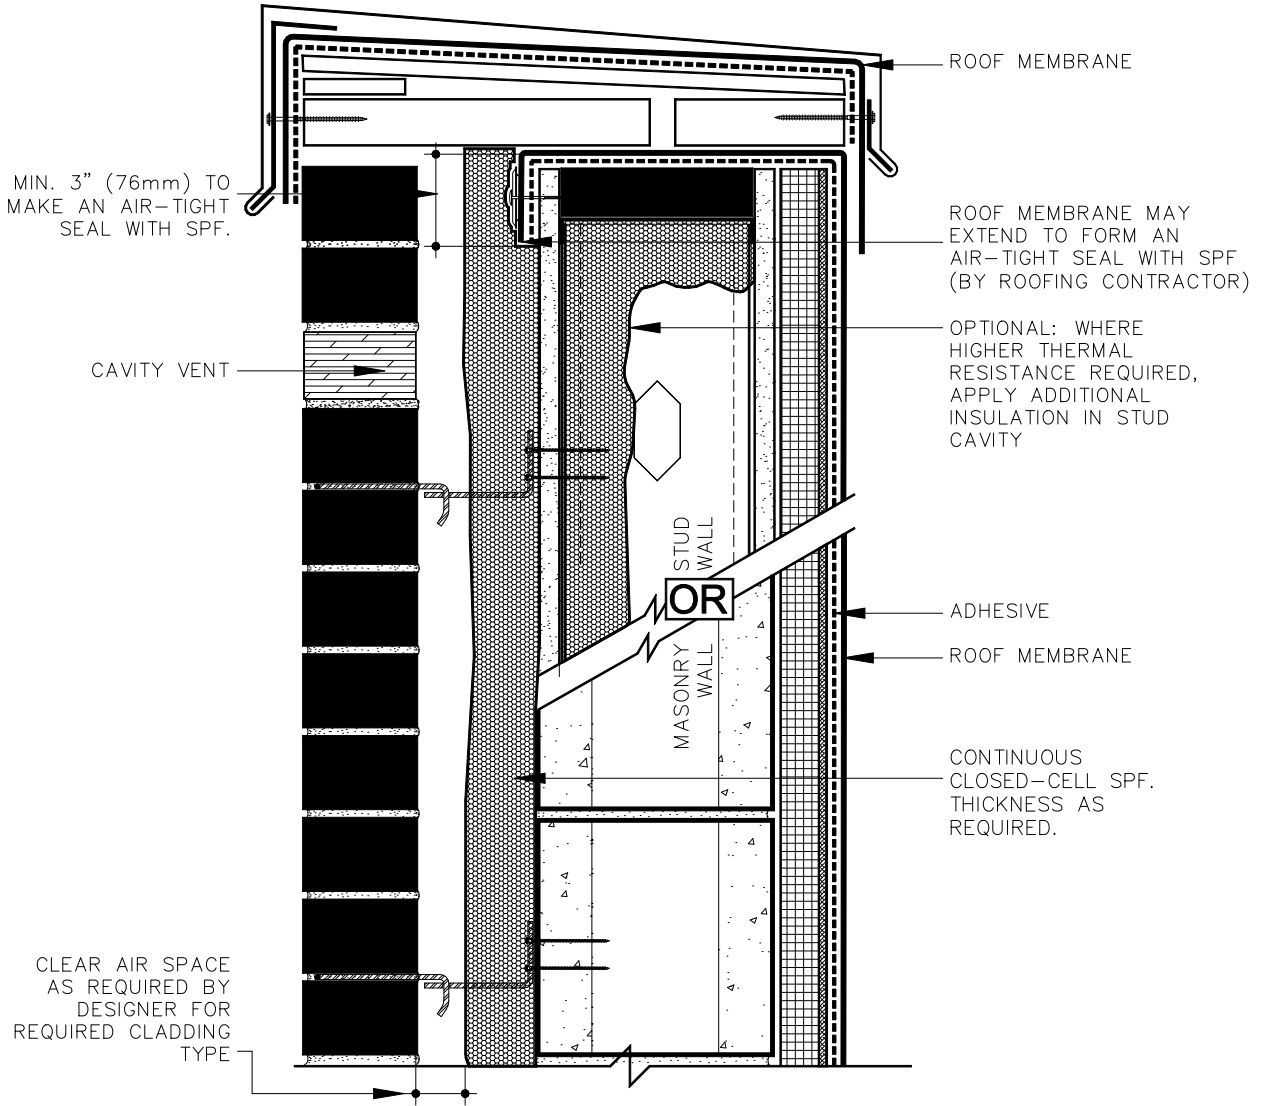 ROOF MEMBRANE
MIN. 3” (76mm) TO
MAKE AN AIR-TIGHT
SEAL WITH SPF.
ROOF MEMBRANE MAY
EXTEND TO FORM AN
AIR-TIGHT SEAL WITH SPF
(BY ROOFING CONTRACTOR)
OPTIONAL: WHERE
HIGHER THERMAL
RESISTANCE REQUIRED,
APPLY ADDITIONAL
INSULATION IN STUD
CAVITY
CAVITY VENT
STUD
WALL
OR
MASONRY
WALL
ADHESIVE
ROOF MEMBRANE
CONTINUOUS
CLOSED-CELL SPF.
THICKNESS AS
REQUIRED.
CLEAR AIR SPACE
AS REQUIRED BY
DESIGNER FOR
REQUIRED CLADDING
TYPE